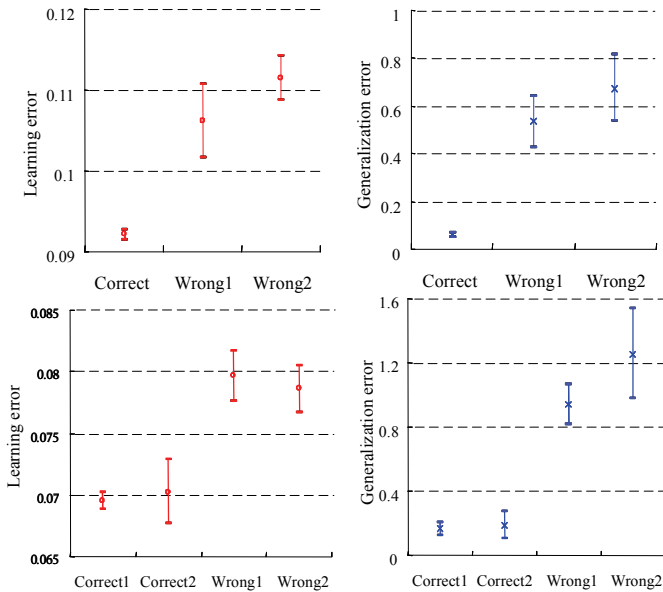 0.12
0.11
0.1
0.09
Learning error
Correct Wrong1 Wrong2
1
0.8
0.6
0.4
0.2
0
Generalization error
Correct Wrong1 Wrong2
0.085
0.08
0.075
0.07
0.065
Learning error
Correct1 Correct2 Wrong1 Wrong2
1.6
1.2
0.8
0.4
0
Generalization error
Correct1 Correct2 Wrong1 Wrong2